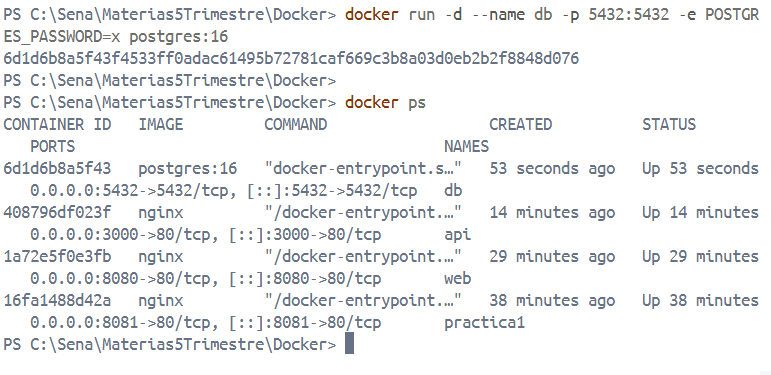 PS C:\Sena\Materias5Trimestre\Docker> docker run -d --name db -p 5432:5432 -e POSTGR
ES_PASSWORD=x postgres:16
6d1d6b8a5f43f4533ff0adac61495b72781caf669c3b8a03d0eb2b2f8848d076
PS C:\Sena\Materias5Trimestre\Docker>
PS C:\Sena\Materias5Trimestre\Docker> docker ps
CONTAINER ID   IMAGE         COMMAND                  CREATED          STATUS
   PORTS                                         NAMES
6d1d6b8a5f43   postgres:16   "docker-entrypoint.s…"   53 seconds ago   Up 53 seconds
   0.0.0.0:5432->5432/tcp, [::]:5432->5432/tcp   db
408796df023f   nginx         "/docker-entrypoint.…"   14 minutes ago   Up 14 minutes
   0.0.0.0:3000->80/tcp, [::]:3000->80/tcp       api
1a72e5f0e3fb   nginx         "/docker-entrypoint.…"   29 minutes ago   Up 29 minutes
   0.0.0.0:8080->80/tcp, [::]:8080->80/tcp       web
16fa1488d42a   nginx         "/docker-entrypoint.…"   38 minutes ago   Up 38 minutes
   0.0.0.0:8081->80/tcp, [::]:8081->80/tcp       practica1
PS C:\Sena\Materias5Trimestre\Docker>